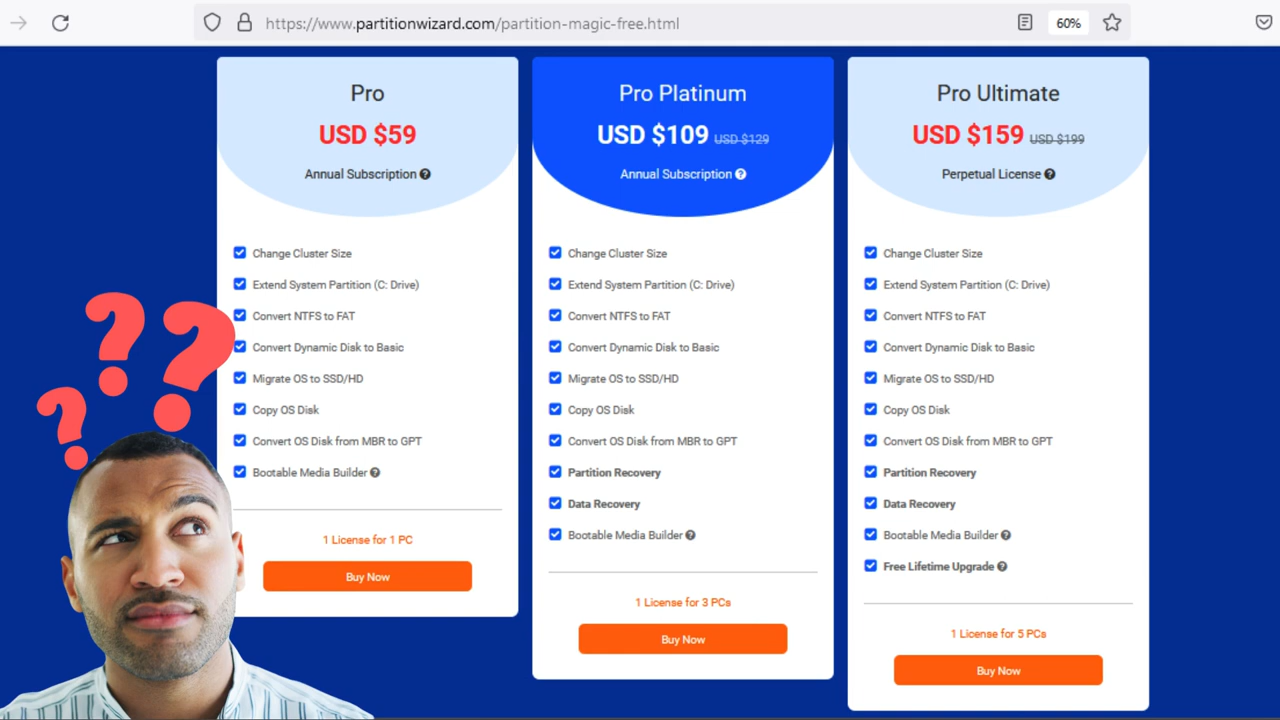 https://www.partitionwizard.com/partition-magic-free.html
60%
Pro
USD $59
Annual Subscription
Change Cluster Size
Extend System Partition (C: Drive)
Convert NTFS to FAT
Convert Dynamic Disk to Basic
Migrate OS to SSD/HD
Copy OS Disk
Convert OS Disk from MBR to GPT
Bootable Media Builder
1 License for 1 PC
Buy Now
Pro Platinum
USD $109 USD $129
Annual Subscription
Change Cluster Size
Extend System Partition (C: Drive)
Convert NTFS to FAT
Convert Dynamic Disk to Basic
Migrate OS to SSD/HD
Copy OS Disk
Convert OS Disk from MBR to GPT
Partition Recovery
Data Recovery
Bootable Media Builder
1 License for 3 PCs
Buy Now
Pro Ultimate
USD $159 USD $199
Perpetual License
Change Cluster Size
Extend System Partition (C: Drive)
Convert NTFS to FAT
Convert Dynamic Disk to Basic
Migrate OS to SSD/HD
Copy OS Disk
Convert OS Disk from MBR to GPT
Partition Recovery
Data Recovery
Bootable Media Builder
Free Lifetime Upgrade
1 License for 5 PCs
Buy Now
???